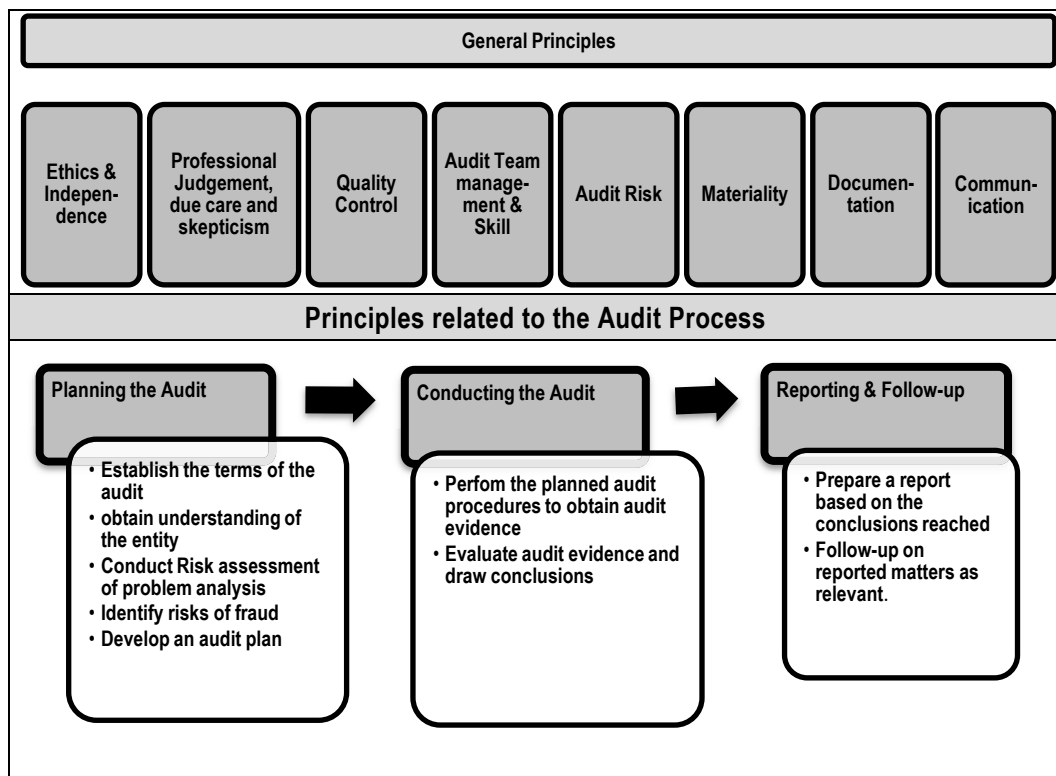 General Principles
Ethics &
Indepen-
dence
Professional
Judgement,
due care and
skepticism
Quality
Control
Audit Team
manage-
ment &
Skill
Audit Risk
Materiality
Documen-
tation
Commun-
ication
Principles related to the Audit Process
Planning the Audit
• Establish the terms of the
audit
• obtain understanding of
the entity
• Conduct Risk assessment
of problem analysis
• Identify risks of fraud
• Develop an audit plan
Conducting the Audit
• Perfom the planned audit
procedures to obtain audit
evidence
• Evaluate audit evidence and
draw conclusions
Reporting & Follow-up
• Prepare a report
based on the
conclusions reached
• Follow-up on
reported matters as
relevant.